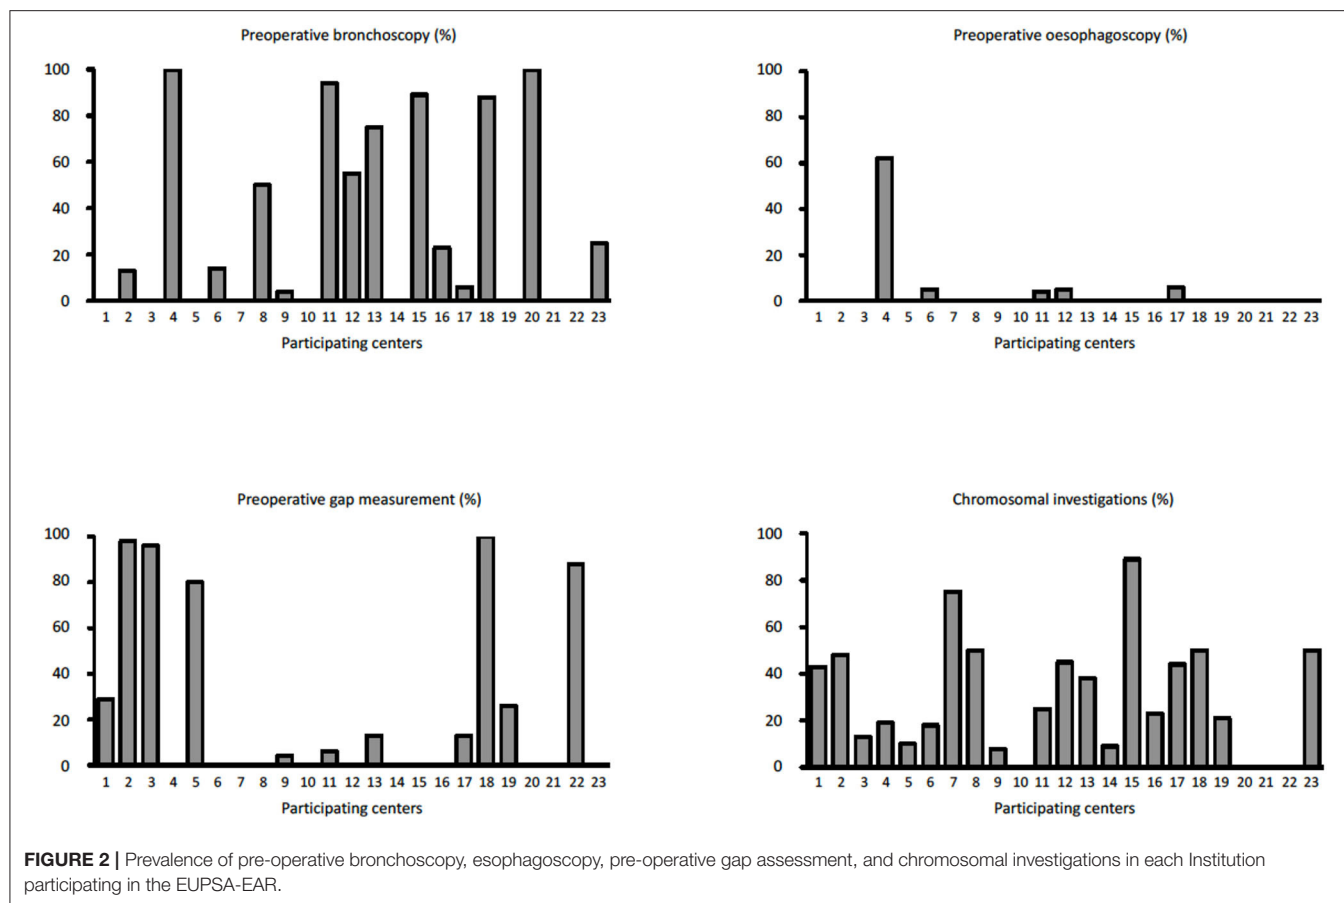 Preoperative bronchoscopy (%)
100
80
60
40
20
0
1 2 3 4 5 6 7 8 9 10 11 12 13 14 15 16 17 18 19 20 21 22 23
Participating centers
Preoperative oesophagoscopy (%)
100
80
60
40
20
0
1 2 3 4 5 6 7 8 9 10 11 12 13 14 15 16 17 18 19 20 21 22 23
Participating centers
Preoperative gap measurement (%)
100
80
60
40
20
0
1 2 3 4 5 6 7 8 9 10 11 12 13 14 15 16 17 18 19 20 21 22 23
Participating centers
Chromosomal investigations (%)
100
80
60
40
20
0
1 2 3 4 5 6 7 8 9 10 11 12 13 14 15 16 17 18 19 20 21 22 23
Participating centers
FIGURE 2 | Prevalence of pre-operative bronchoscopy, esophagoscopy, pre-operative gap assessment, and chromosomal investigations in each Institution
participating in the EUPSA-EAR.